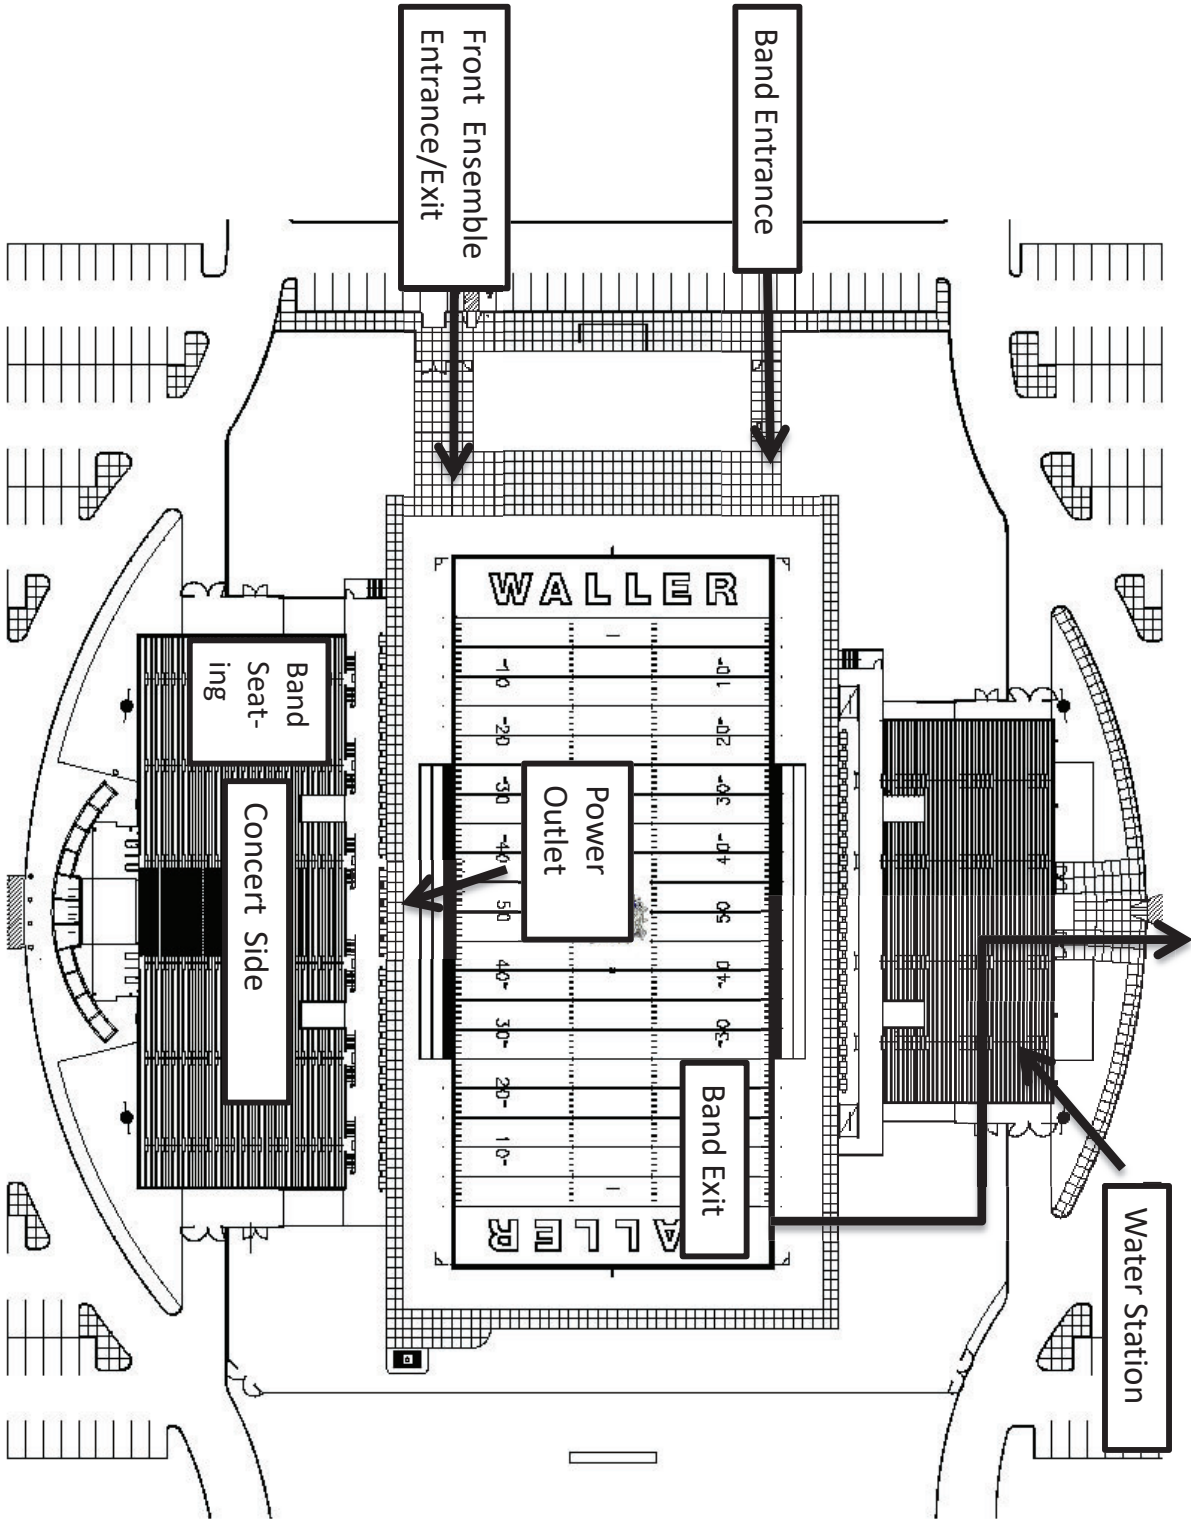 Water Station
Band Entrance
Band Exit
10 20 30 40 50 40 30
WALLER
ALLER
Power
Outlet
10 20 30 40 50 40 30 20 10
Front Ensemble
Entrance/Exit
Band
Seat-
ing
Concert Side